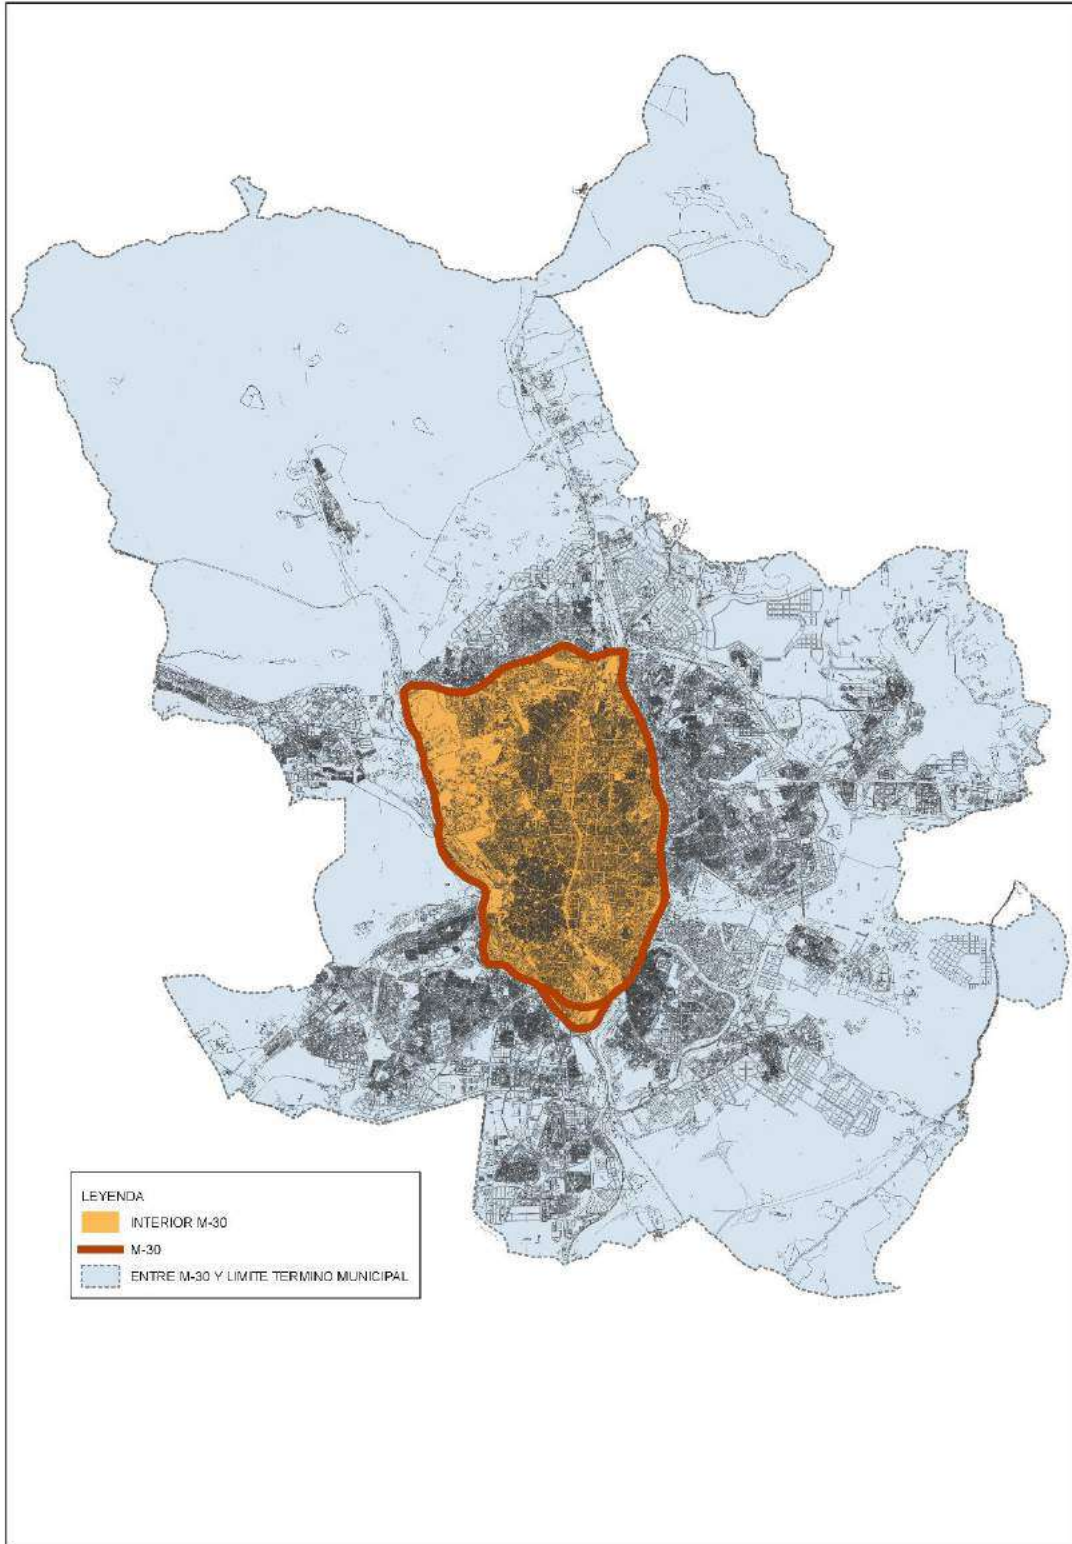 LEYENDA
INTERIOR M-30
M-30
ENTRE M-30 Y LIMITE TERMINO MUNICIPAL